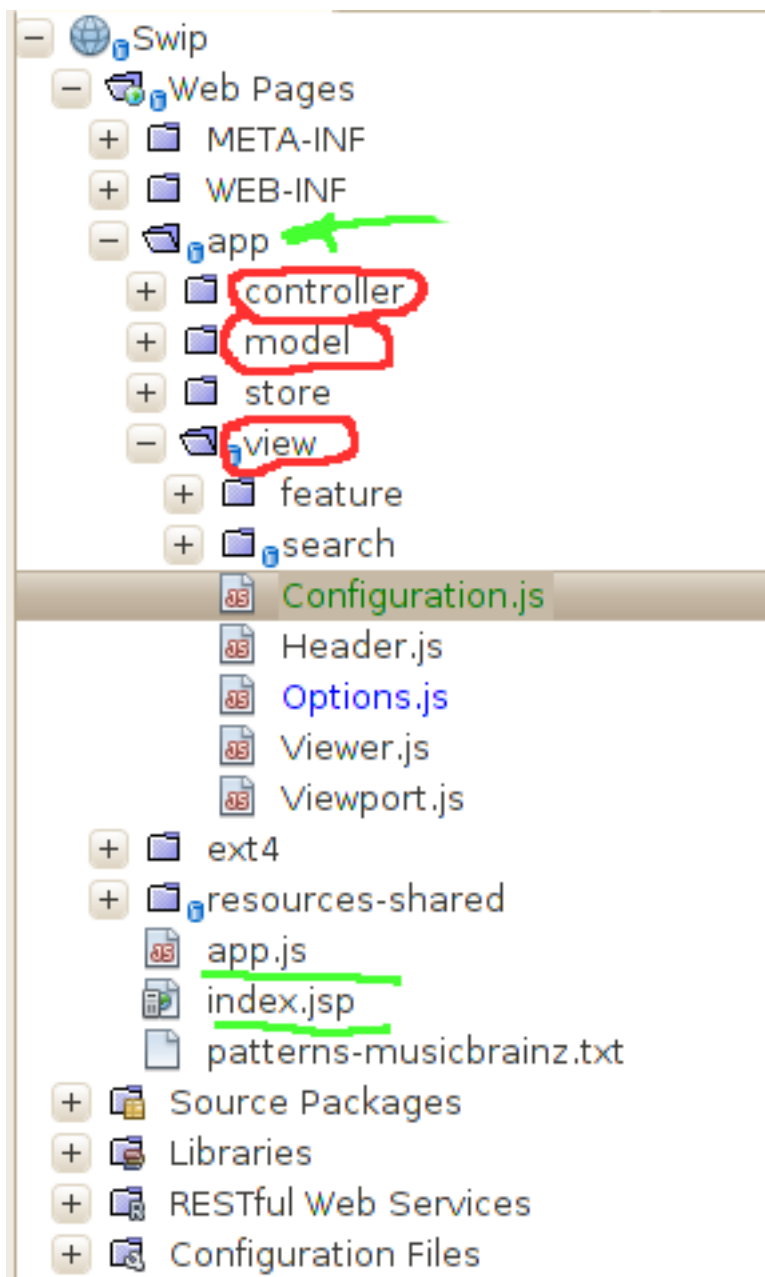 Swip
Web Pages
META-INF
WEB-INF
app
controller
model
store
view
feature
search
Configuration.js
Header.js
Options.js
Viewer.js
Viewport.js
ext4
resources-shared
app.js
index.jsp
patterns-musicbrainz.txt
Source Packages
Libraries
RESTful Web Services
Configuration Files